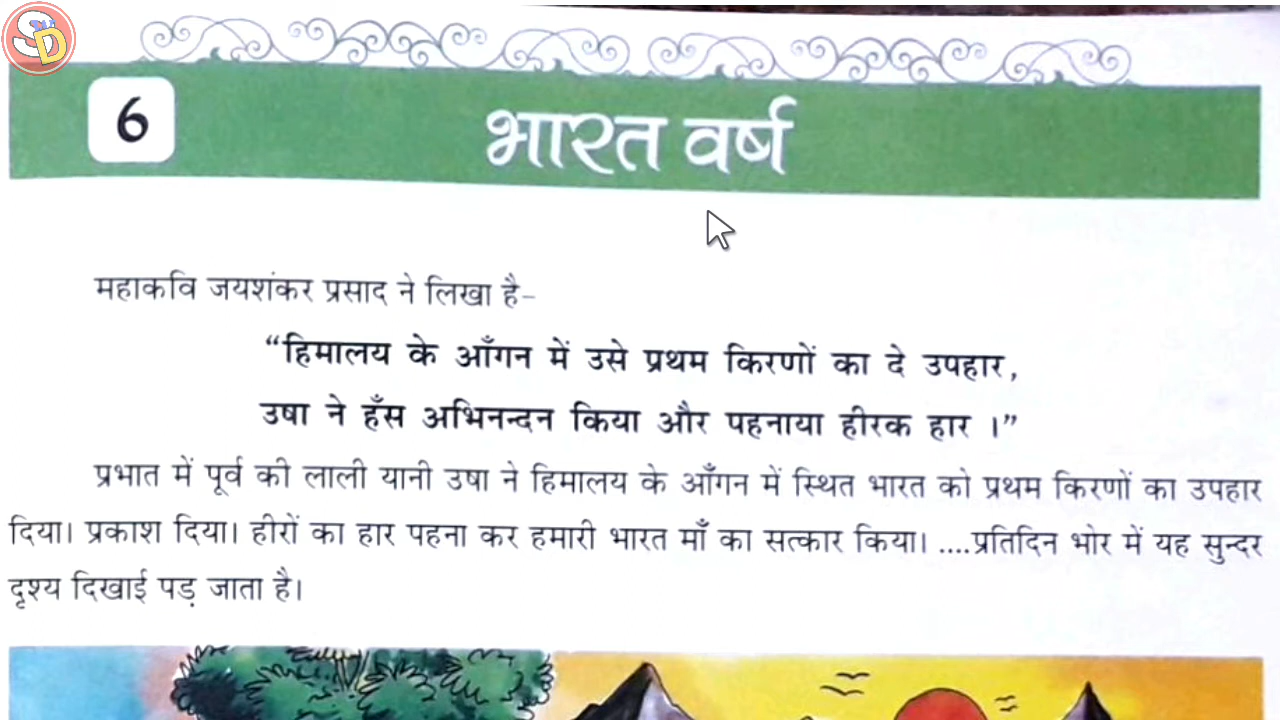 SD
6
भारत वर्ष
महाकवि जयशंकर प्रसाद ने लिखा है-
“हिमालय के आँगन में उसे प्रथम किरणों का दे उपहार,
उषा ने हँस अभिनन्दन किया और पहनाया हीरक हार ।”
प्रभात में पूर्व की लाली यानी उषा ने हिमालय के आँगन में स्थित भारत को प्रथम किरणों का उपहार
दिया। प्रकाश दिया। हीरों का हार पहना कर हमारी भारत माँ का सत्कार किया। ....प्रतिदिन भोर में यह सुन्दर
दृश्य दिखाई पड़ जाता है।